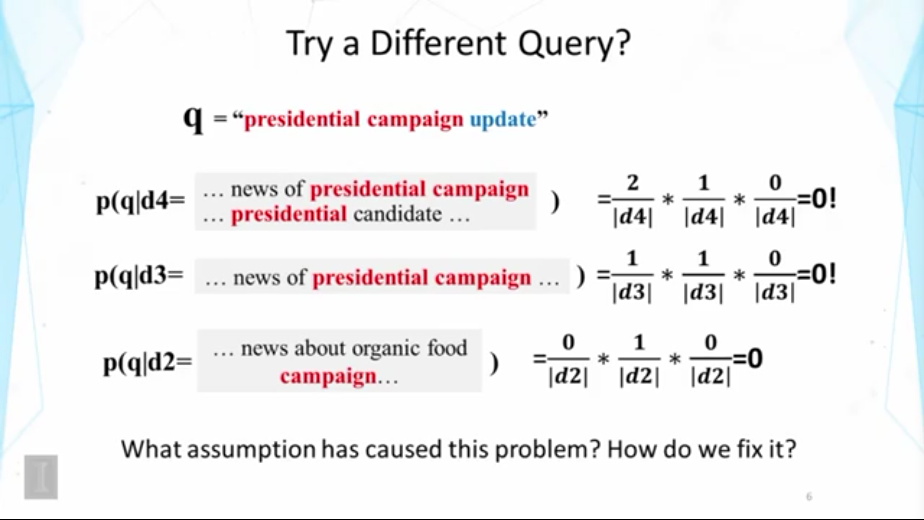 Try a Different Query?
q = “presidential campaign update”
p(q|d4= … news of presidential campaign … presidential candidate … ) = 2/|d4| * 1/|d4| * 0/|d4| =0!
p(q|d3= … news of presidential campaign … ) = 1/|d3| * 1/|d3| * 0/|d3| =0!
p(q|d2= … news about organic food campaign… ) = 0/|d2| * 1/|d2| * 0/|d2| =0
What assumption has caused this problem? How do we fix it?
I
6